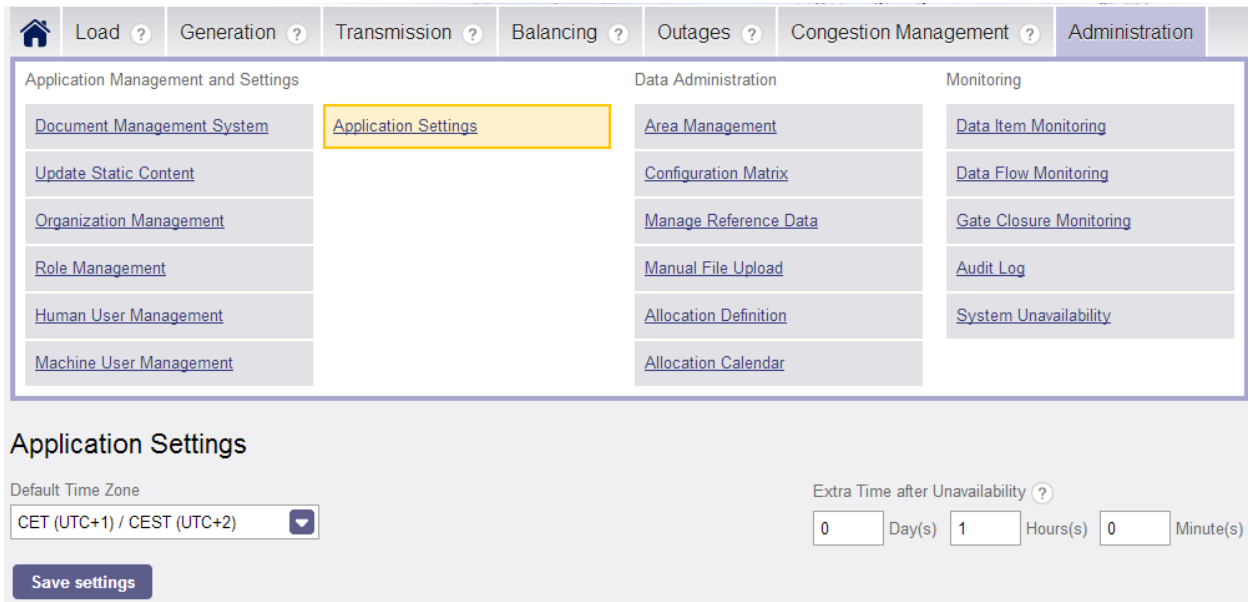 Load ? Generation ? Transmission ? Balancing ? Outages ? Congestion Management ? Administration
Application Management and Settings Data Administration Monitoring
Document Management System Application Settings Area Management Data Item Monitoring
Update Static Content Configuration Matrix Data Flow Monitoring
Organization Management Manage Reference Data Gate Closure Monitoring
Role Management Manual File Upload Audit Log
Human User Management Allocation Definition System Unavailability
Machine User Management Allocation Calendar
Application Settings
Default Time Zone Extra Time after Unavailability ?
CET (UTC+1) / CEST (UTC+2) 0 Day(s) 1 Hours(s) 0 Minute(s)
Save settings